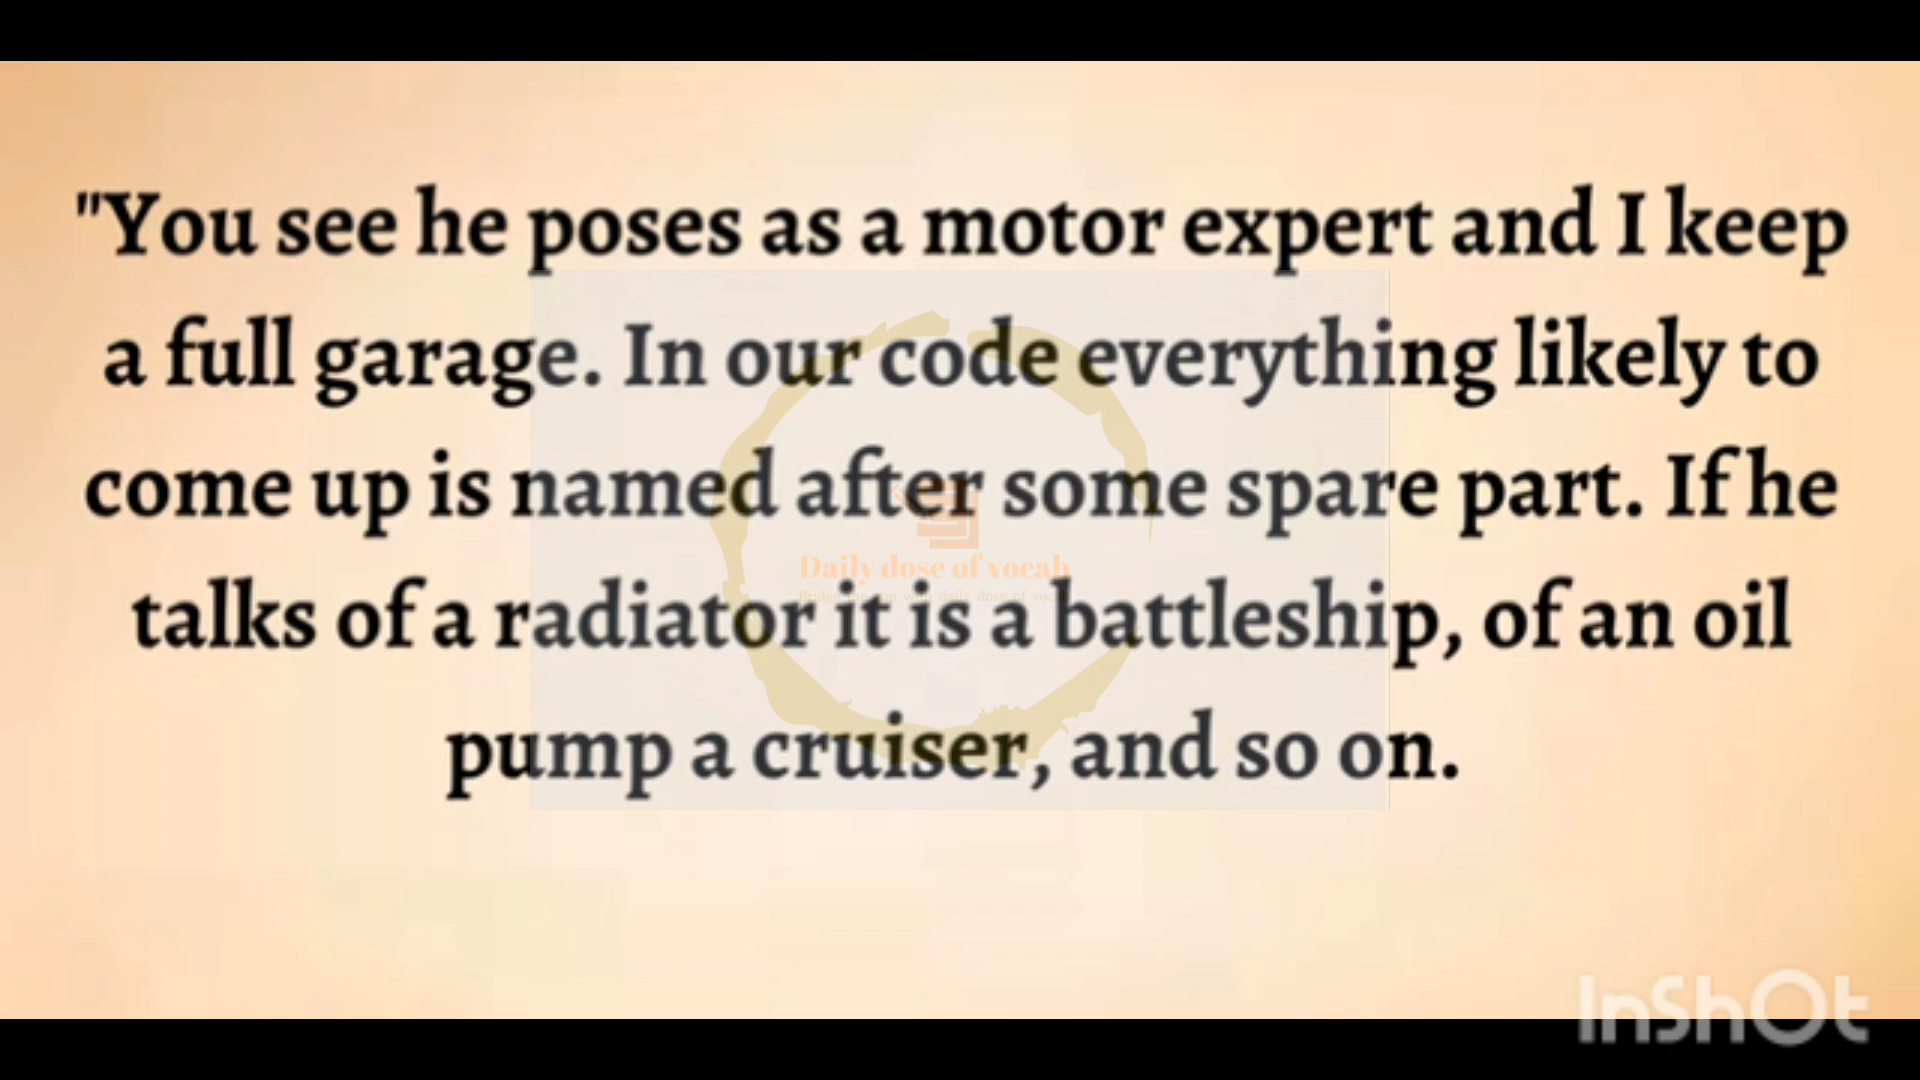 "You see he poses as a motor expert and I keep
a full garage. In our code everything likely to
come up is named after some spare part. If he
talks of a radiator it is a battleship, of an oil
pump a cruiser, and so on.
Daily dose of vocab
InShOt